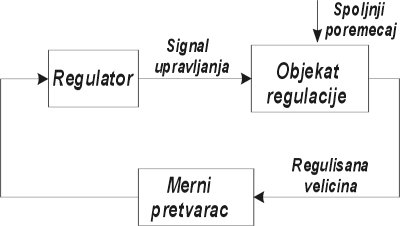 Spoljnji
poremecaj
Signal
upravljanja
Regulator
Objekat
regulacije
Regulisana
velicina
Merni
pretvarac